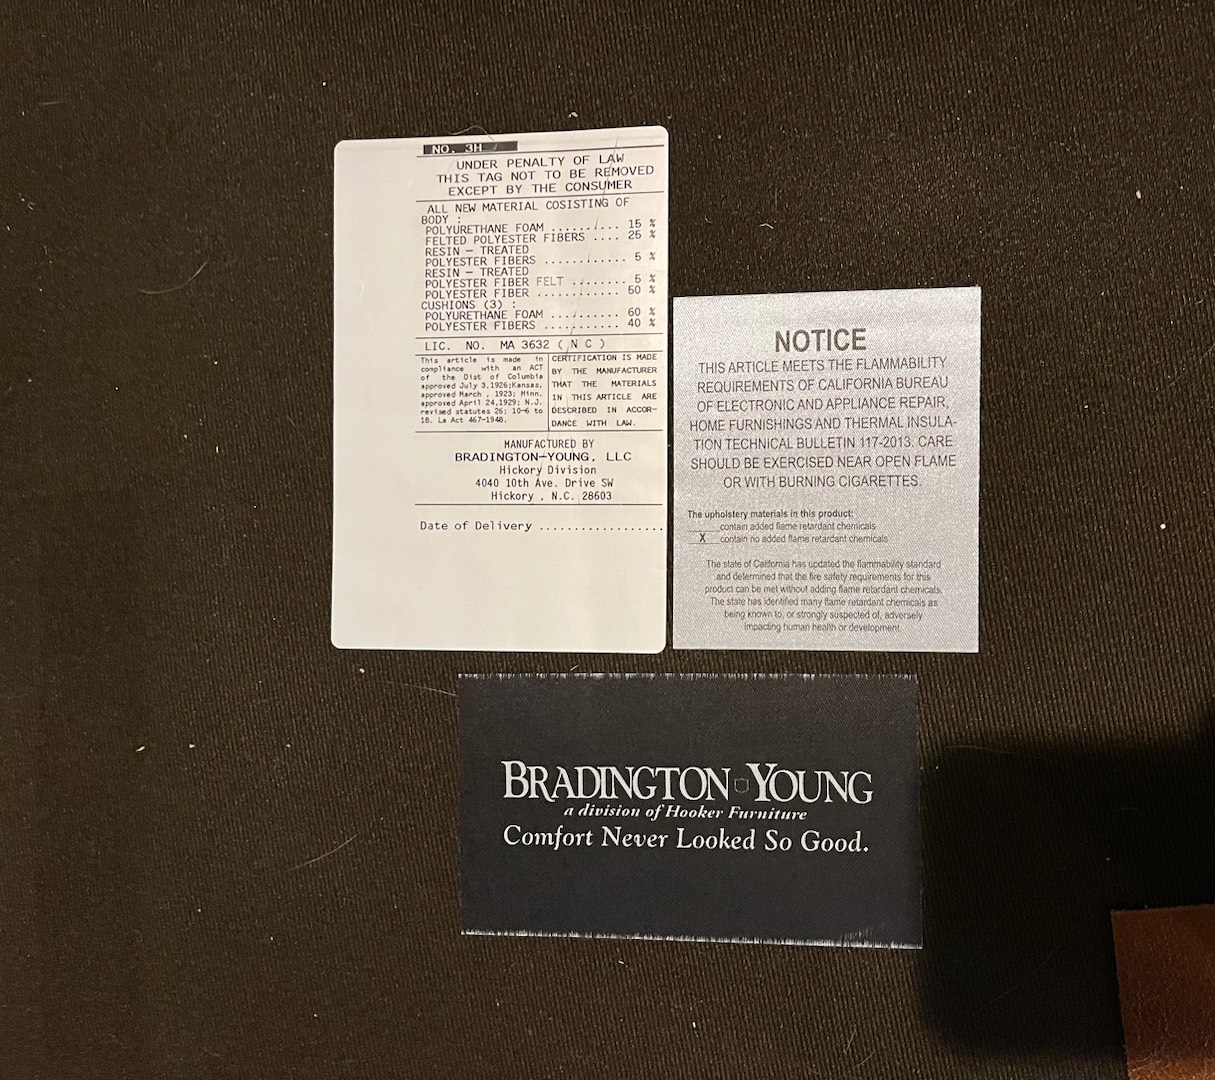 NO. 3H
UNDER PENALTY OF LAW
THIS TAG NOT TO BE REMOVED
EXCEPT BY THE CONSUMER
ALL NEW MATERIAL COSISTING OF
BODY :
POLYURETHANE FOAM .......... 15 %
FELTED POLYESTER FIBERS .... 25 %
RESIN - TREATED
POLYESTER FIBERS ............ 5 %
RESIN - TREATED
POLYESTER FIBER FELT ........ 5 %
POLYESTER FIBER ............ 50 %
CUSHIONS (3) :
POLYURETHANE FOAM ........... 60 %
POLYESTER FIBERS ........... 40 %
LIC. NO. MA 3632 ( N C )
This article is made in
compliance with an ACT
of the Dist of Columbia
approved July 3,1926;Kansas,
approved March , 1923; Minn.
approved April 24,1929; N.J.
revised statutes 26: 10-6 to
18. La Act 467-1948.
CERTIFICATION IS MADE
BY THE MANUFACTURER
THAT THE MATERIALS
IN THIS ARTICLE ARE
DESCRIBED IN ACCOR-
DANCE WITH LAW.
MANUFACTURED BY
BRADINGTON-YOUNG, LLC
Hickory Division
4040 10th Ave. Drive SW
Hickory , N.C. 28603
Date of Delivery .................
NOTICE
THIS ARTICLE MEETS THE FLAMMABILITY
REQUIREMENTS OF CALIFORNIA BUREAU
OF ELECTRONIC AND APPLIANCE REPAIR,
HOME FURNISHINGS AND THERMAL INSULA-
TION TECHNICAL BULLETIN 117-2013. CARE
SHOULD BE EXERCISED NEAR OPEN FLAME
OR WITH BURNING CIGARETTES.
The upholstery materials in this product:
____contain added flame retardant chemicals
X contain no added flame retardant chemicals
The state of California has updated the flammability standard
and determined that the fire safety requirements for this
product can be met without adding flame retardant chemicals.
The state has identified many flame retardant chemicals as
being known to, or strongly suspected of, adversely
impacting human health or development.
BRADINGTON YOUNG
a division of Hooker Furniture
Comfort Never Looked So Good.